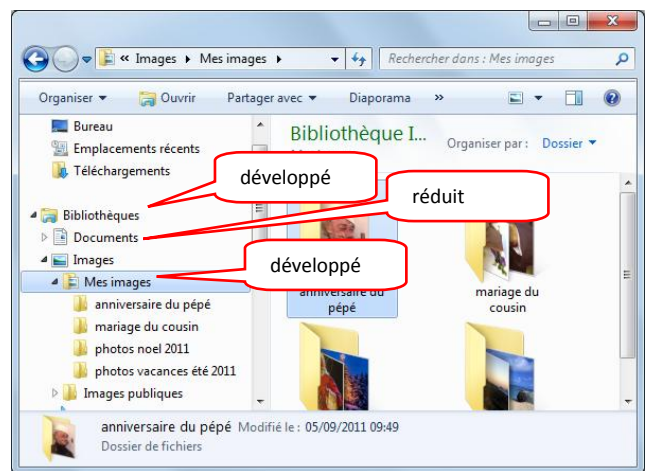 « Images ▸ Mes images ▸
Rechercher dans : Mes images
Organiser ▼ Ouvrir Partager avec ▼ Diaporama »
Bureau
Emplacements récents
Téléchargements
Bibliothèques
Documents
Images
Mes images
anniversaire du pépé
mariage du cousin
photos noel 2011
photos vacances été 2011
Images publiques
Bibliothèque I...
Organiser par : Dossier ▼
développé
réduit
développé
anniversaire du
pépé
mariage du
cousin
anniversaire du pépé Modifié le : 05/09/2011 09:49
Dossier de fichiers